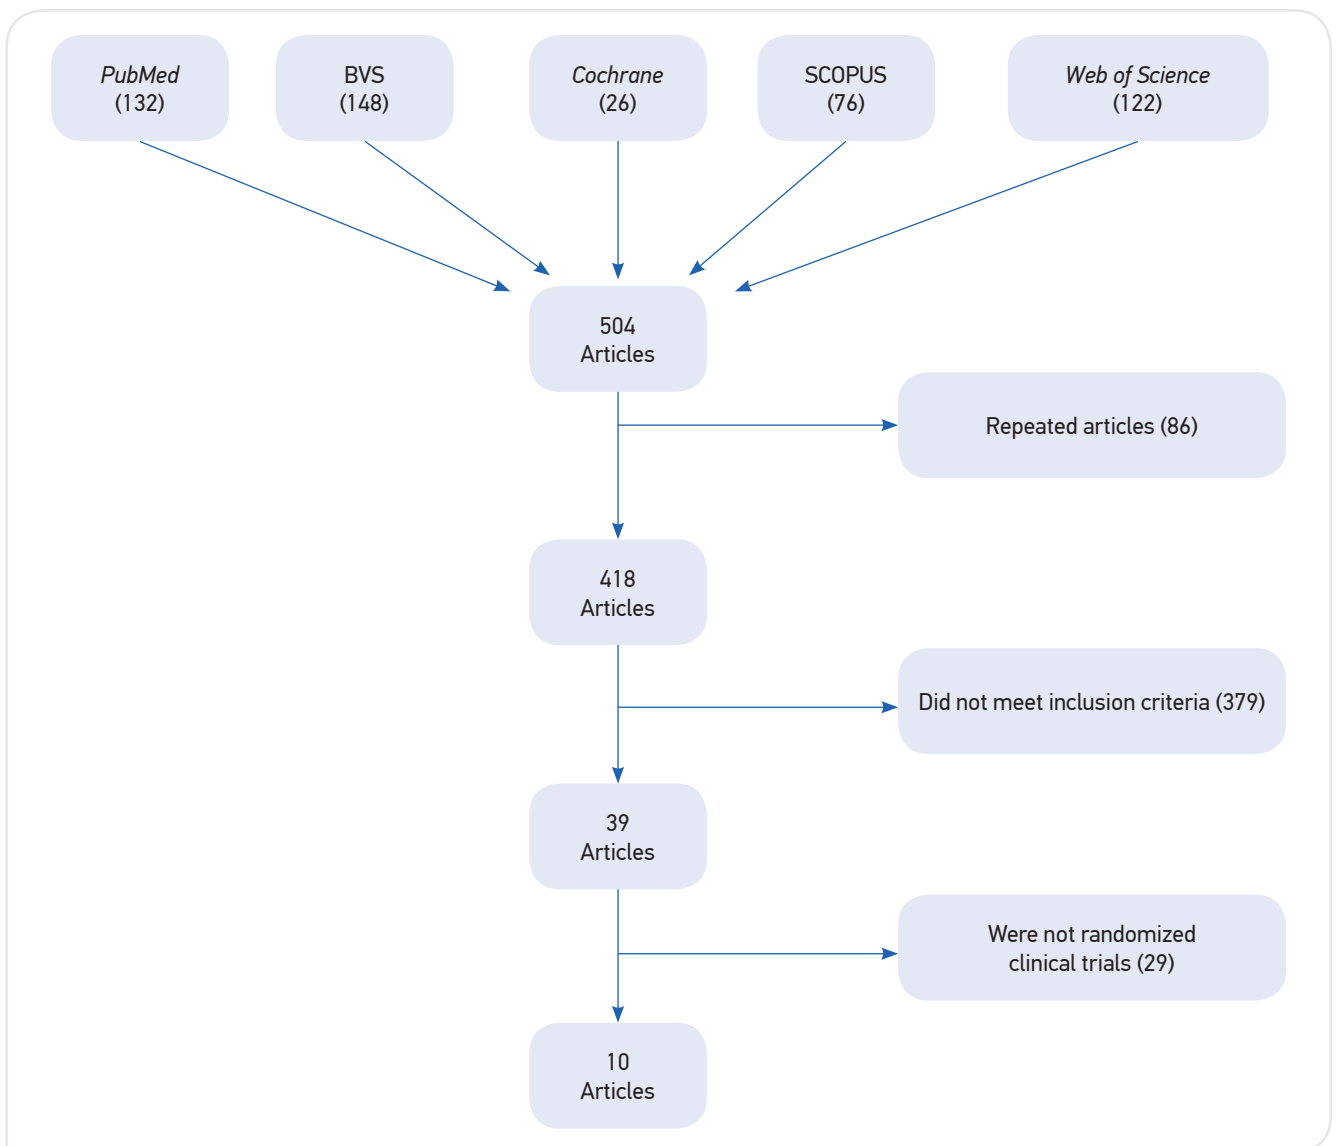 PubMed
(132)
BVS
(148)
Cochrane
(26)
SCOPUS
(76)
Web of Science
(122)
504
Articles
Repeated articles (86)
418
Articles
Did not meet inclusion criteria (379)
39
Articles
Were not randomized
clinical trials (29)
10
Articles